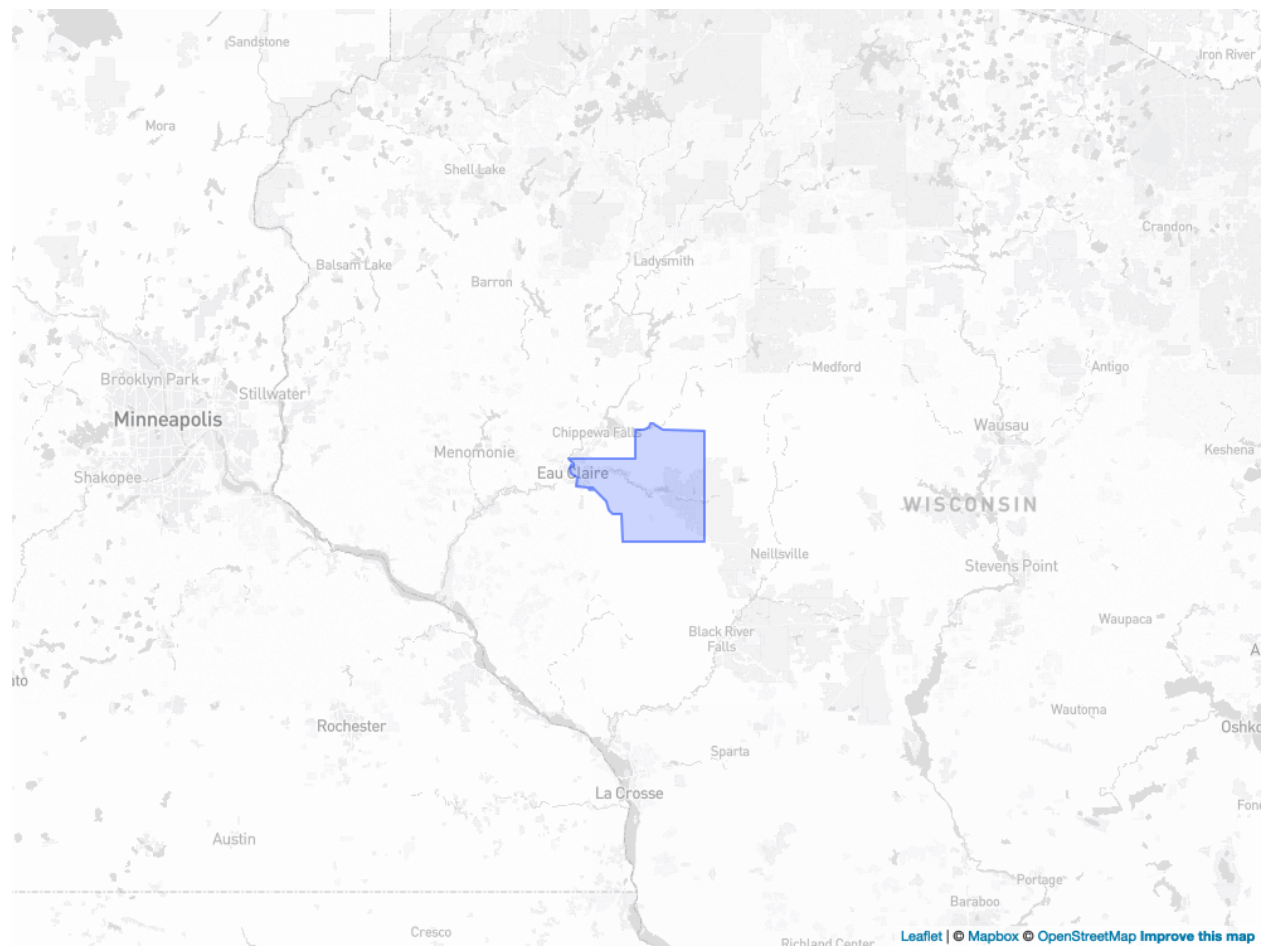 Sandstone
Iron River
Mora
Shell Lake
Crandon
Balsam Lake
Ladysmith
Barron
Medford
Antigo
Brooklyn Park
Stillwater
Minneapolis
Chippewa Falls
Wausau
Menomonie
Keshena
Eau Claire
Shakopee
WISCONSIN
Neillsville
Stevens Point
Waupaca
Black River
Falls
Wautoma
Rochester
Sparta
La Crosse
Austin
Portage
Baraboo
Cresco
Richland Center
Leaflet | © Mapbox © OpenStreetMap Improve this map